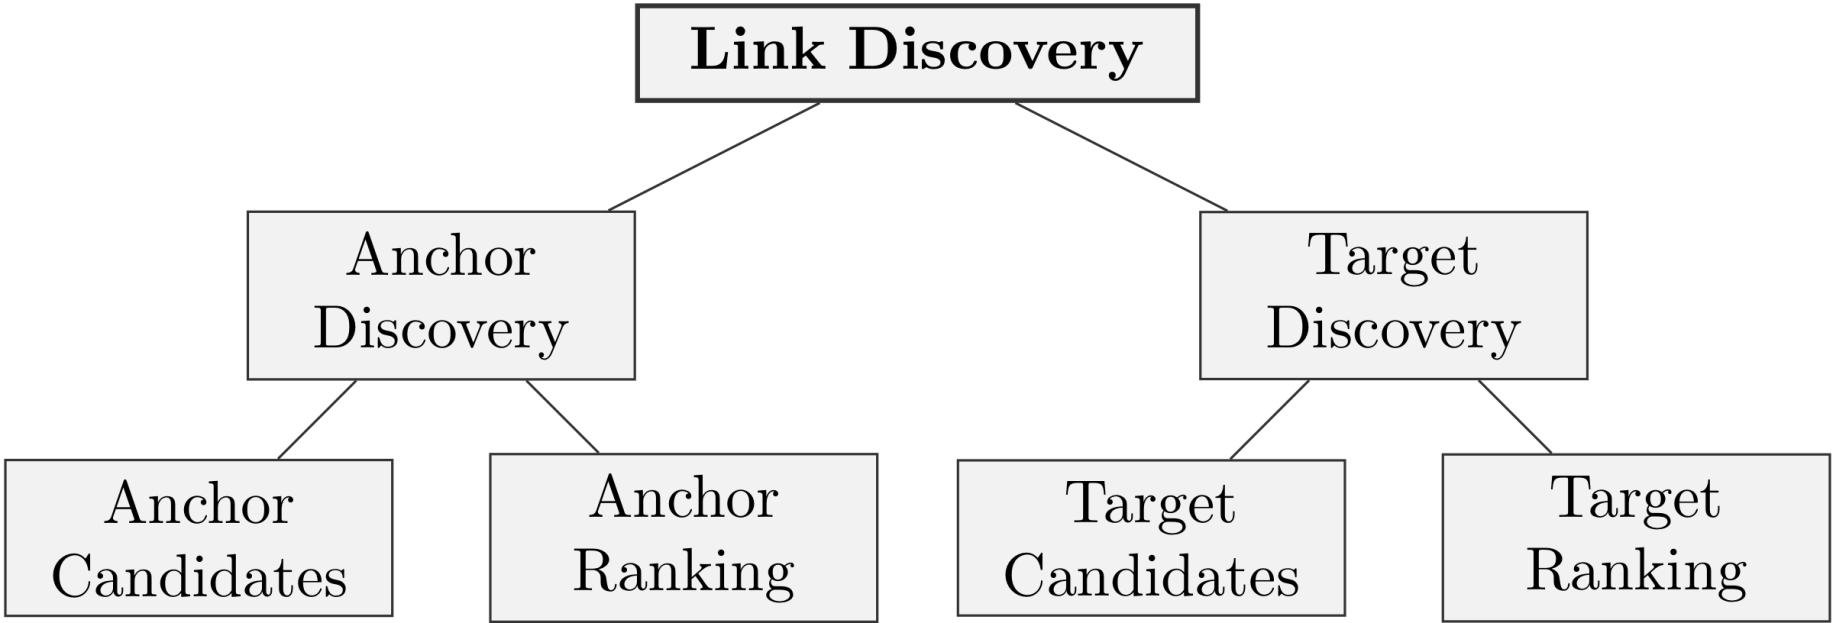 Link Discovery
Anchor
Discovery
Target
Discovery
Anchor
Candidates
Anchor
Ranking
Target
Candidates
Target
Ranking